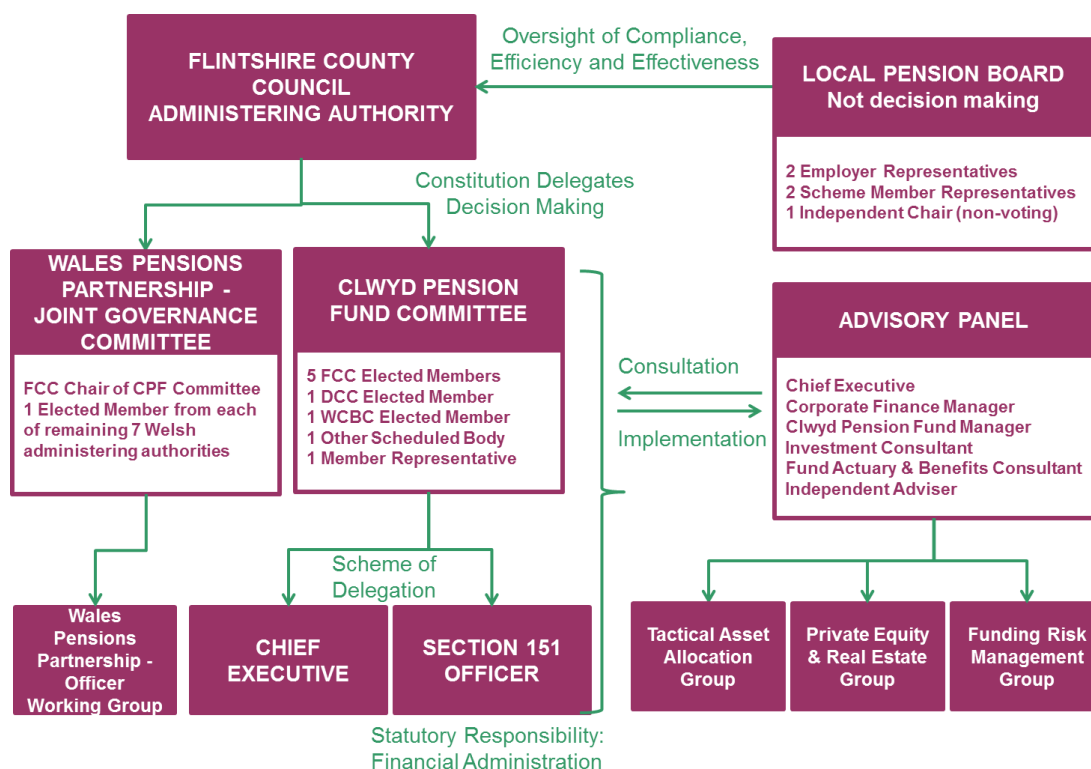 FLINTSHIRE COUNTY
COUNCIL
ADMINISTERING AUTHORITY
Oversight of Compliance,
Efficiency and Effectiveness
LOCAL PENSION BOARD
Not decision making
2 Employer Representatives
2 Scheme Member Representatives
1 Independent Chair (non-voting)
Constitution Delegates
Decision Making
WALES PENSIONS
PARTNERSHIP -
JOINT GOVERNANCE
COMMITTEE
FCC Chair of CPF Committee
1 Elected Member from each
of remaining 7 Welsh
administering authorities
CLWYD PENSION
FUND COMMITTEE
5 FCC Elected Members
1 DCC Elected Member
1 WCBC Elected Member
1 Other Scheduled Body
1 Member Representative
Consultation
Implementation
ADVISORY PANEL
Chief Executive
Corporate Finance Manager
Clwyd Pension Fund Manager
Investment Consultant
Fund Actuary & Benefits Consultant
Independent Adviser
Scheme of
Delegation
Wales
Pensions
Partnership -
Officer
Working Group
CHIEF
EXECUTIVE
SECTION 151
OFFICER
Tactical Asset
Allocation
Group
Private Equity
& Real Estate
Group
Funding Risk
Management
Group
Statutory Responsibility:
Financial Administration